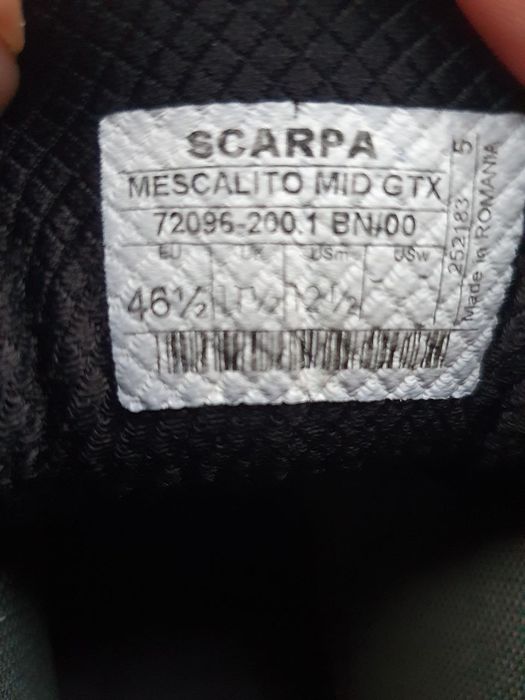 SCARPA
MESCALITO MID GTX
72096-200.1 BN/00
EU UK USm USw
46½ 11½ 12½ -
252183 5
Made in ROMANIA